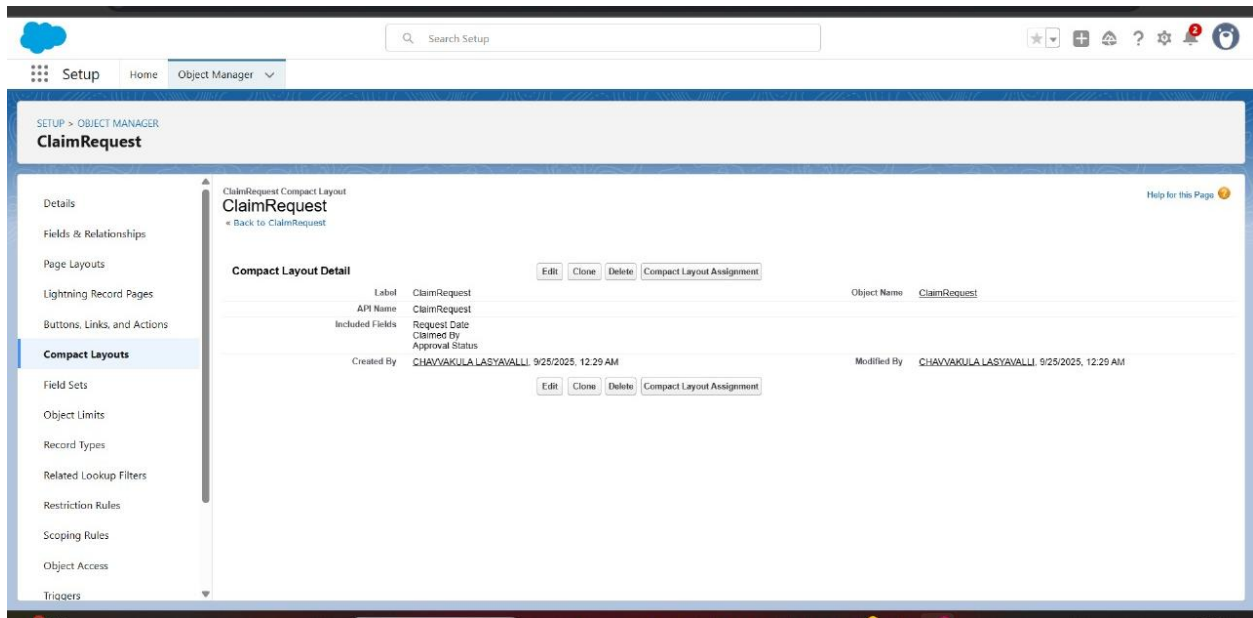 Search Setup
2
Setup Home Object Manager
SETUP > OBJECT MANAGER
ClaimRequest
Details
Fields & Relationships
Page Layouts
Lightning Record Pages
Buttons, Links, and Actions
Compact Layouts
Field Sets
Object Limits
Record Types
Related Lookup Filters
Restriction Rules
Scoping Rules
Object Access
Triggers
ClaimRequest Compact Layout
ClaimRequest
« Back to ClaimRequest
Help for this Page
Compact Layout Detail Edit Clone Delete Compact Layout Assignment
Label ClaimRequest Object Name ClaimRequest
API Name ClaimRequest
Included Fields Request Date
Claimed By
Approval Status
Created By CHAVVAKULA LASYAVALLI, 9/25/2025, 12:29 AM Modified By CHAVVAKULA LASYAVALLI, 9/25/2025, 12:29 AM
Edit Clone Delete Compact Layout Assignment